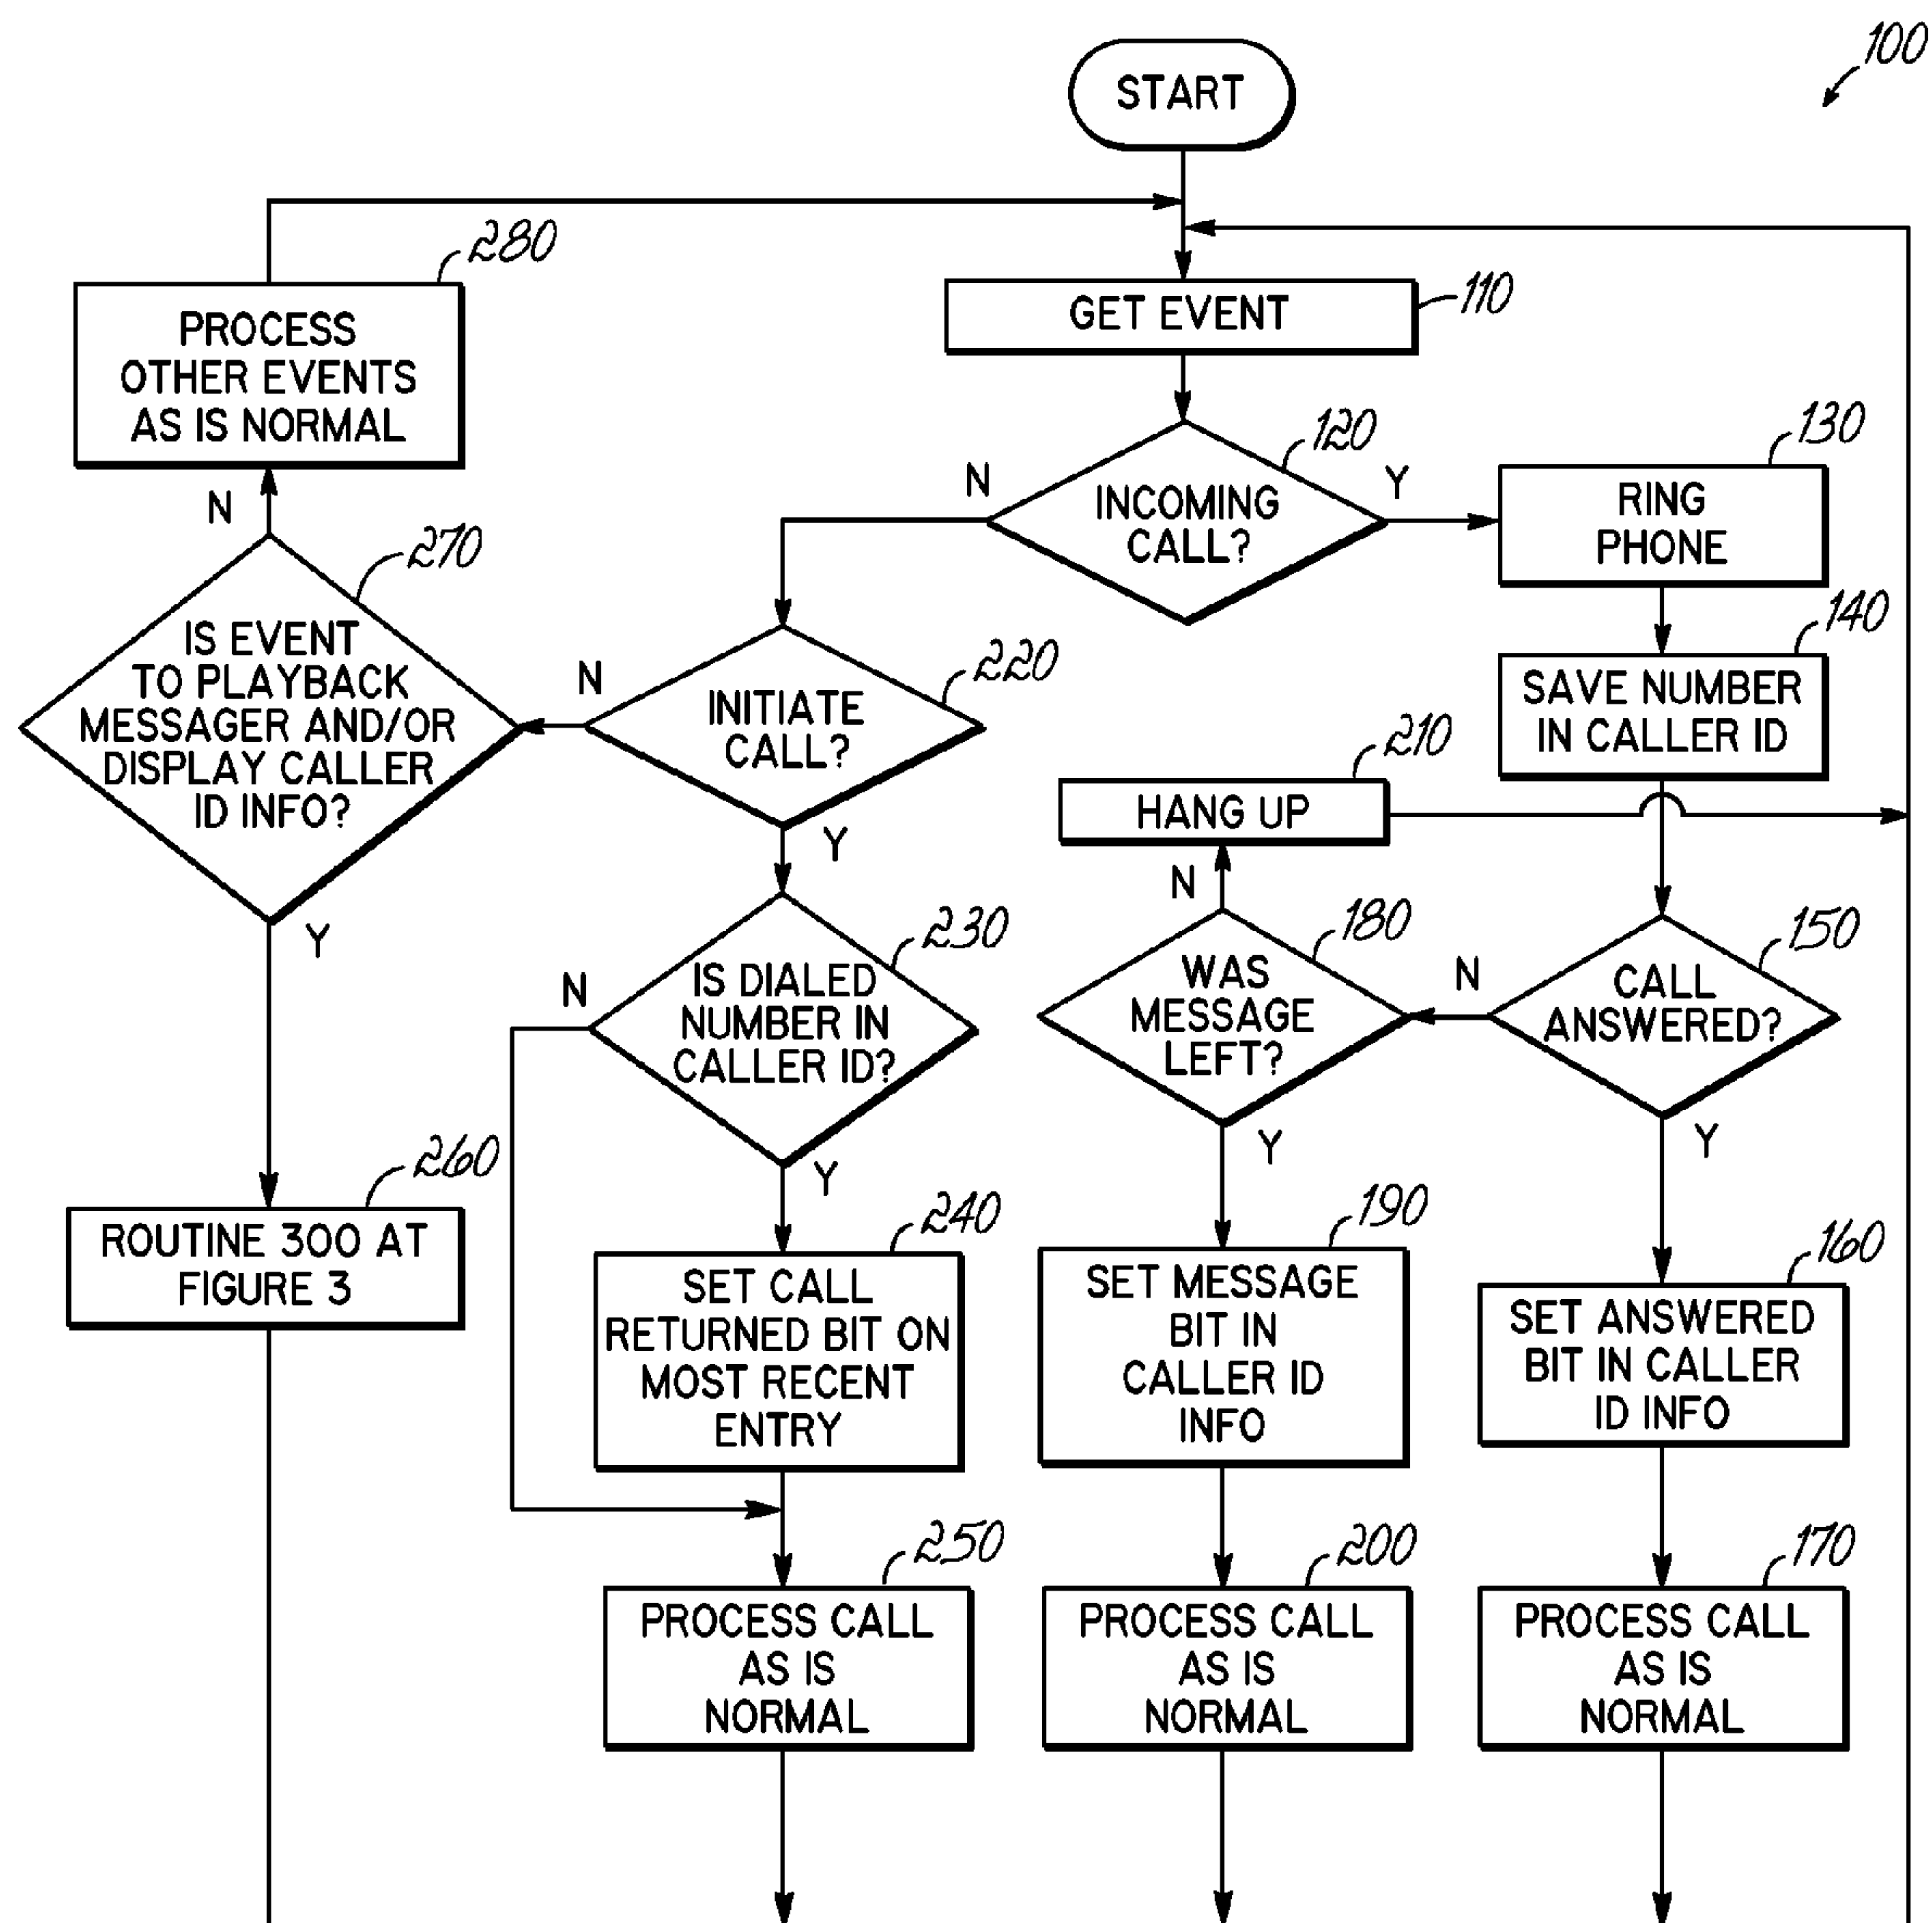 100
START
280
PROCESS
OTHER EVENTS
AS IS NORMAL
GET EVENT
110
120
N
INCOMING
CALL?
Y
130
RING
PHONE
N
270
IS EVENT
TO PLAYBACK
MESSAGER AND/OR
DISPLAY CALLER
ID INFO?
Y
N
220
INITIATE
CALL?
Y
140
SAVE NUMBER
IN CALLER ID
210
HANG UP
N
180
WAS
MESSAGE
LEFT?
Y
N
150
CALL
ANSWERED?
Y
230
N
IS DIALED
NUMBER IN
CALLER ID?
Y
260
ROUTINE 300 AT
FIGURE 3
240
SET CALL
RETURNED BIT ON
MOST RECENT
ENTRY
190
SET MESSAGE
BIT IN
CALLER ID
INFO
160
SET ANSWERED
BIT IN CALLER
ID INFO
250
PROCESS CALL
AS IS
NORMAL
200
PROCESS CALL
AS IS
NORMAL
170
PROCESS CALL
AS IS
NORMAL